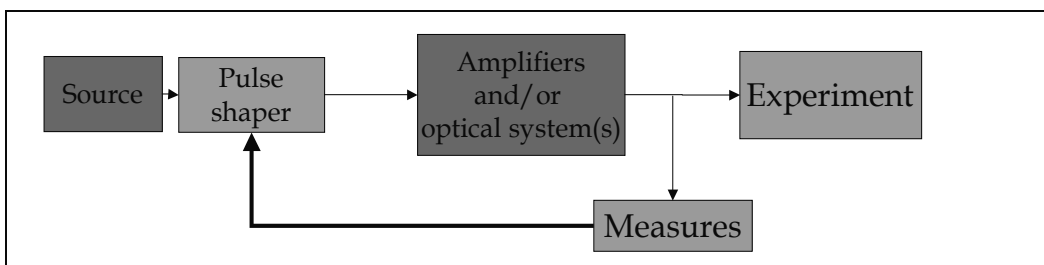 Source
Pulse
shaper
Amplifiers
and/or
optical system(s)
Experiment
Measures